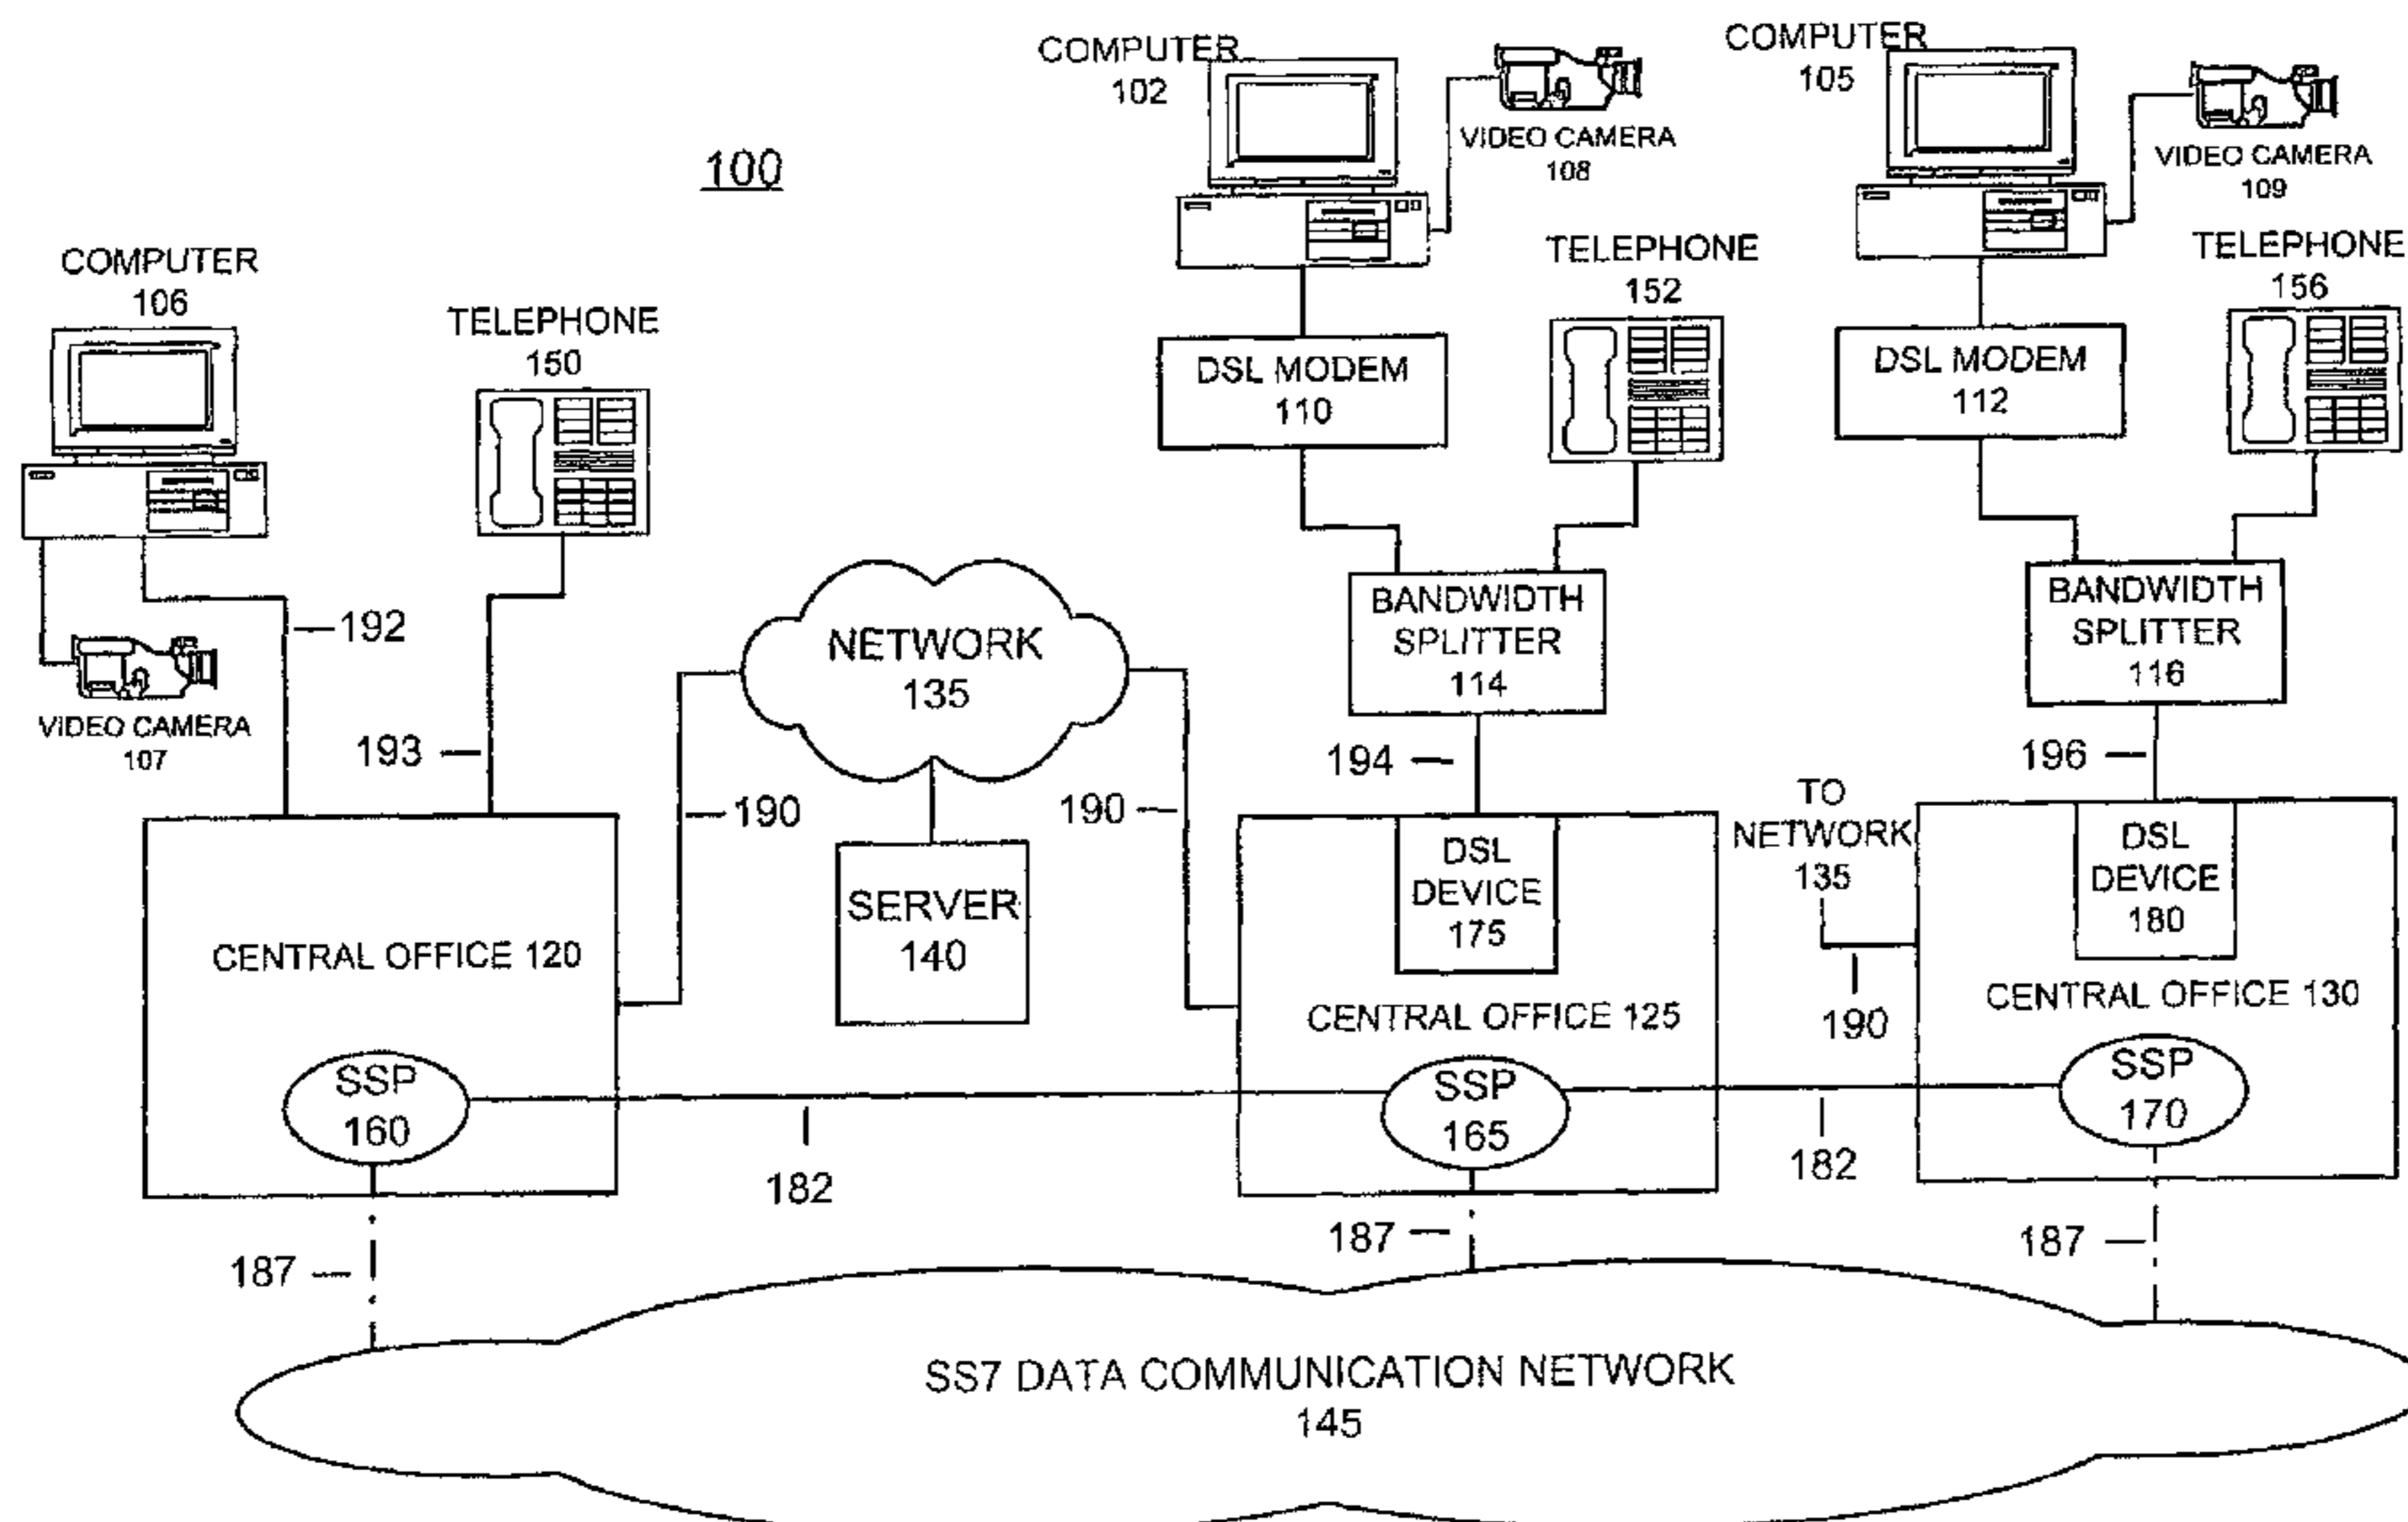 100
COMPUTER
106
TELEPHONE
150
VIDEO CAMERA
107
192
193
COMPUTER
102
VIDEO CAMERA
108
TELEPHONE
152
DSL MODEM
110
BANDWIDTH
SPLITTER
114
194
COMPUTER
105
VIDEO CAMERA
109
TELEPHONE
156
DSL MODEM
112
BANDWIDTH
SPLITTER
116
196
NETWORK
135
190
190
SERVER
140
CENTRAL OFFICE 120
SSP
160
182
187
DSL
DEVICE
175
CENTRAL OFFICE 125
SSP
165
187
TO
NETWORK
135
190
DSL
DEVICE
180
CENTRAL OFFICE 130
SSP
170
182
187
SS7 DATA COMMUNICATION NETWORK
145